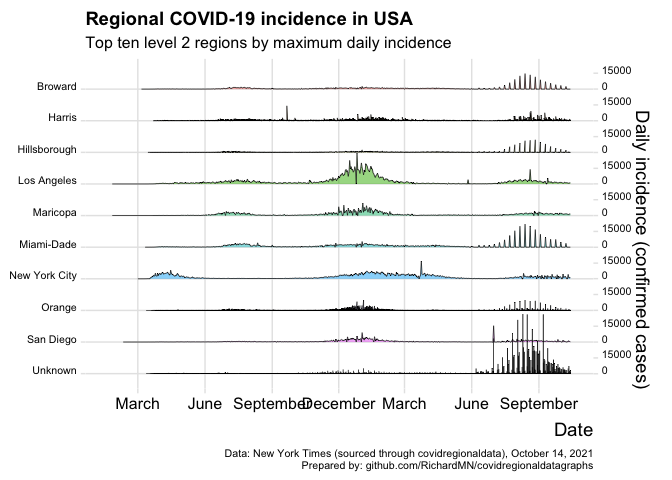 Regional COVID-19 incidence in USA
Top ten level 2 regions by maximum daily incidence
Broward
Harris
Hillsborough
Los Angeles
Maricopa
Miami-Dade
New York City
Orange
San Diego
Unknown
15000
0
15000
0
15000
0
15000
0
15000
0
15000
0
15000
0
15000
0
15000
0
15000
0
Daily incidence (confirmed cases)
March June September December March June September
Date
Data: New York Times (sourced through covidregionaldata), October 14, 2021
Prepared by: github.com/RichardMN/covidregionaldatagraphs